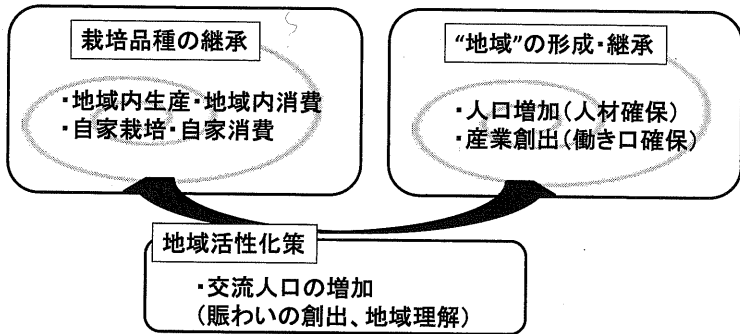 栽培品種の継承
・地域内生産・地域内消費
・自家栽培・自家消費
“地域”の形成・継承
・人口増加(人材確保)
・産業創出(働き口確保)
地域活性化策
・交流人口の増加
(賑わいの創出、地域理解)